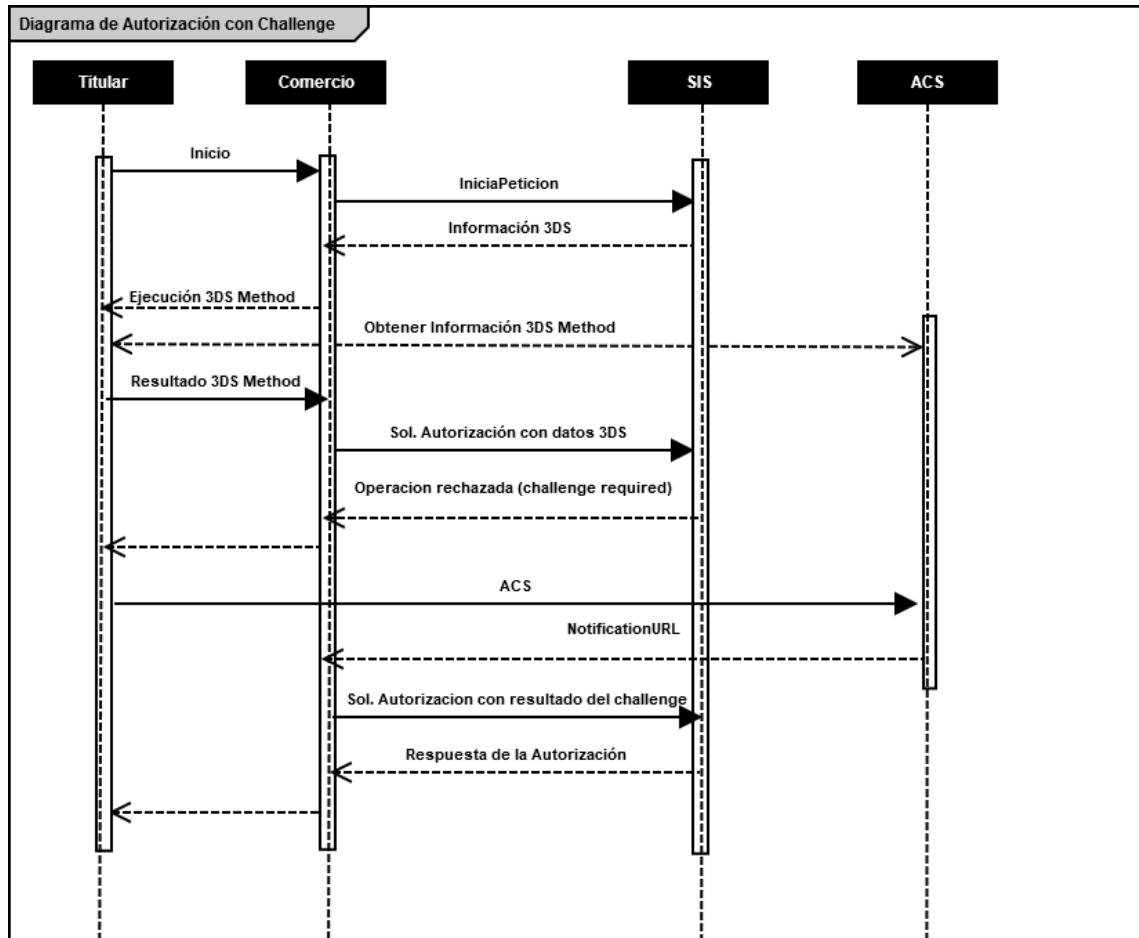 Diagrama de Autorización con Challenge
Titular
Comercio
SIS
ACS
Inicio
IniciaPeticion
Información 3DS
Ejecución 3DS Method
Obtener Información 3DS Method
Resultado 3DS Method
Sol. Autorización con datos 3DS
Operacion rechazada (challenge required)
ACS
NotificationURL
Sol. Autorizacion con resultado del challenge
Respuesta de la Autorización